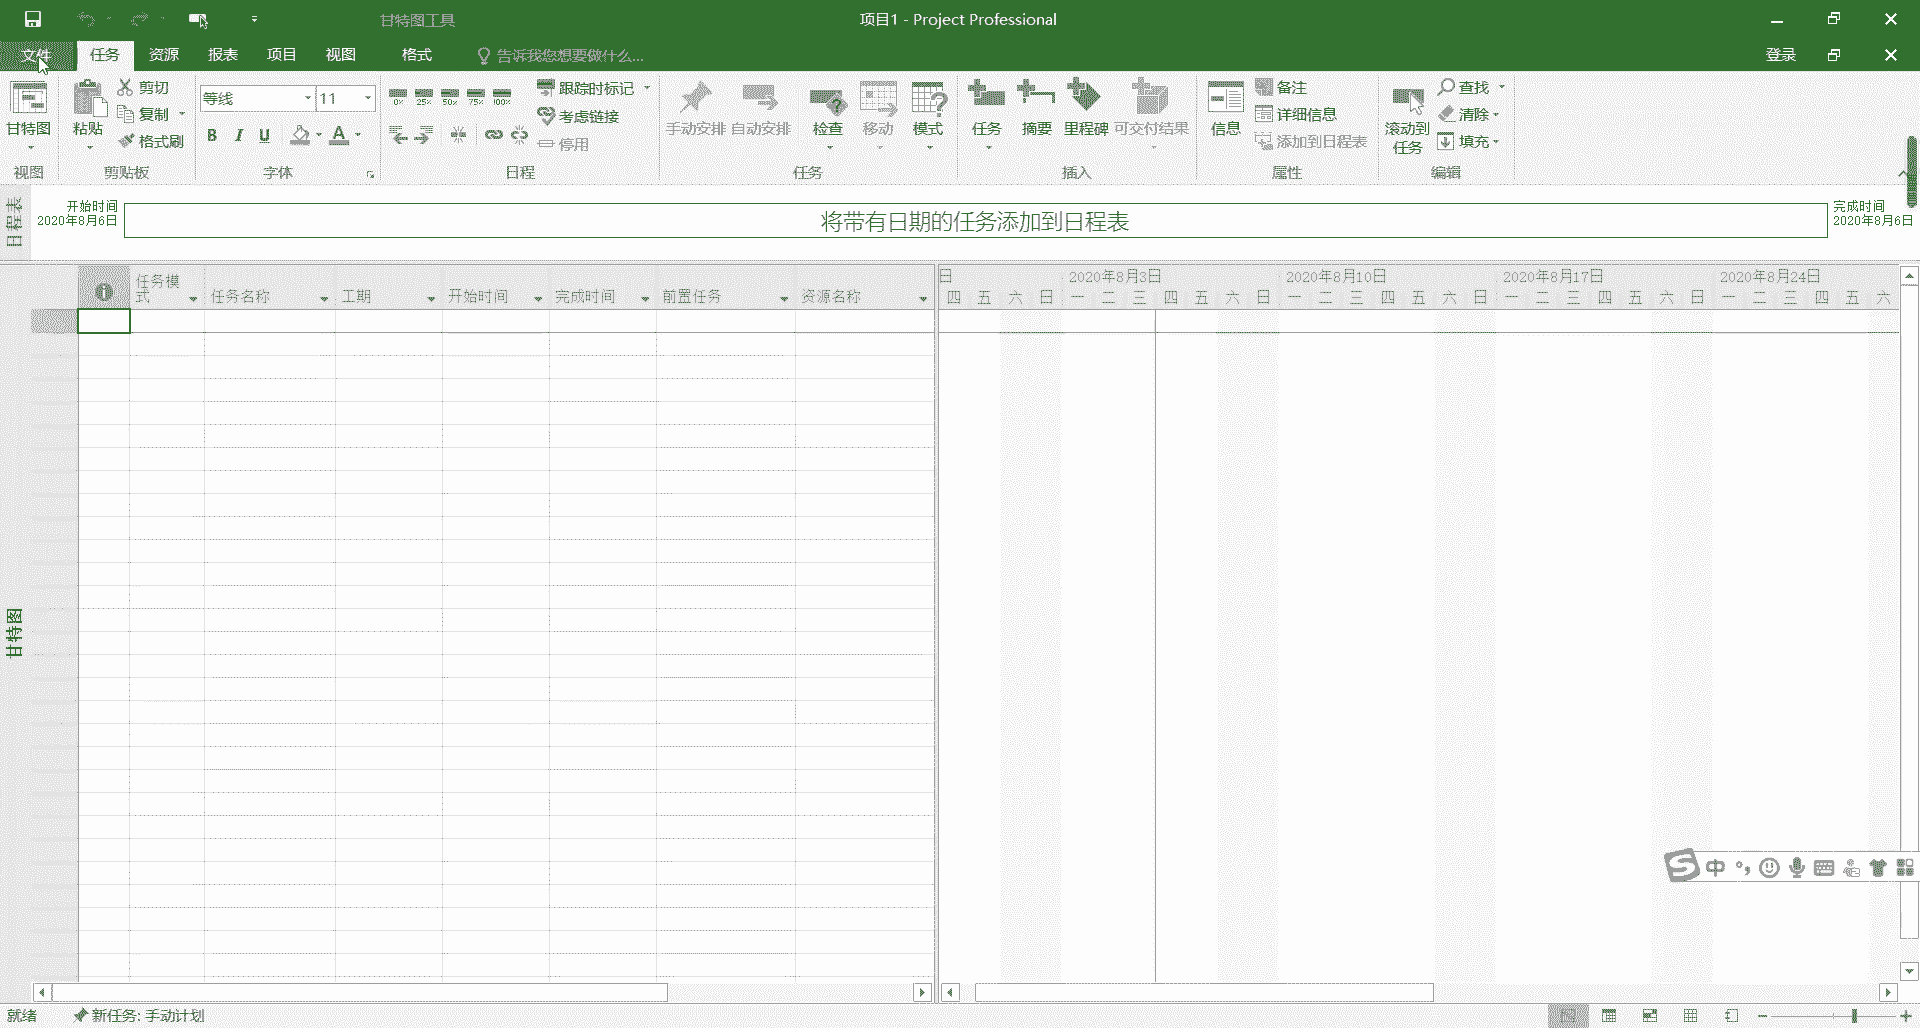 甘特图工具
项目1 - Project Professional
文件 任务 资源 报表 项目 视图 格式 告诉我您想要做什么... 登录
甘特图
视图
粘贴
剪切
复制
格式刷
剪贴板
等线 11
B I U A
字体
0% 25% 50% 75% 100%
跟踪时标记
考虑链接
停用
日程
手动安排 自动安排 检查 移动 模式
任务
任务 摘要 里程碑 可交付结果
插入
信息
备注
详细信息
添加到日程表
属性
滚动到
任务
查找
清除
填充
编辑
日程表
开始时间
2020年8月6日
将带有日期的任务添加到日程表
完成时间
2020年8月6日
任务模
式
任务名称 工期 开始时间 完成时间 前置任务 资源名称
日 2020年8月3日 2020年8月10日 2020年8月17日 2020年8月24日
四 五 六 日 一 二 三 四 五 六 日 一 二 三 四 五 六 日 一 二 三 四 五 六 日 一 二 三 四 五 六
甘特图
S 中
就绪 新任务: 手动计划